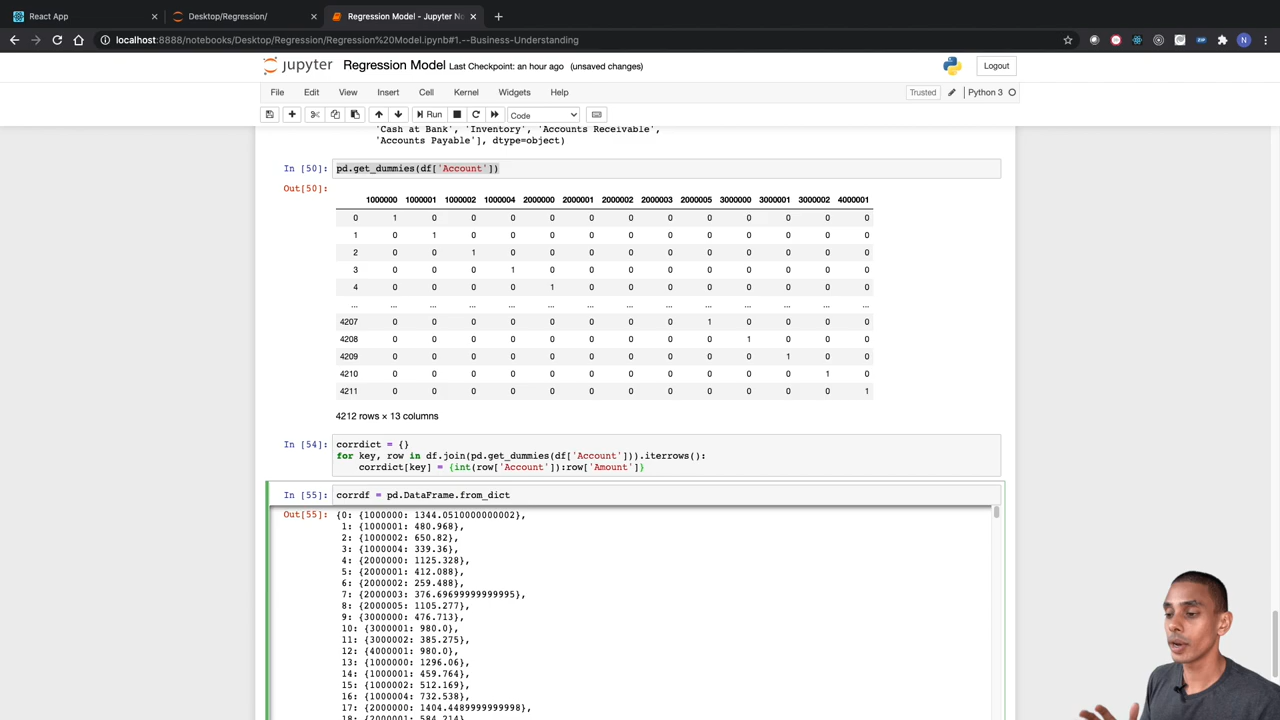 React App
Desktop/Regression/
Regression Model - Jupyter No
localhost:8888/notebooks/Desktop/Regression/Regression%20Model.ipynb#1.--Business-Understanding
N
jupyter Regression Model Last Checkpoint: an hour ago (unsaved changes)
Logout
File Edit View Insert Cell Kernel Widgets Help
Trusted Python 3
Run Code
'Cash at Bank', 'Inventory', 'Accounts Receivable',
'Accounts Payable'], dtype=object)
In [50]: pd.get_dummies(df['Account'])
Out[50]:
1000000 1000001 1000002 1000004 2000000 2000001 2000002 2000003 2000005 3000000 3000001 3000002 4000001
0 1 0 0 0 0 0 0 0 0 0 0 0 0
1 0 1 0 0 0 0 0 0 0 0 0 0 0
2 0 0 1 0 0 0 0 0 0 0 0 0 0
3 0 0 0 1 0 0 0 0 0 0 0 0 0
4 0 0 0 0 1 0 0 0 0 0 0 0 0
... ... ... ... ... ... ... ... ... ... ... ... ... ...
4207 0 0 0 0 0 0 0 0 1 0 0 0 0
4208 0 0 0 0 0 0 0 0 0 1 0 0 0
4209 0 0 0 0 0 0 0 0 0 0 1 0 0
4210 0 0 0 0 0 0 0 0 0 0 0 1 0
4211 0 0 0 0 0 0 0 0 0 0 0 0 1
4212 rows × 13 columns
In [54]: corrdict = {}
for key, row in df.join(pd.get_dummies(df['Account'])).iterrows():
corrdict[key] = {int(row['Account']):row['Amount']}
In [55]: corrdf = pd.DataFrame.from_dict
Out[55]: {0: {1000000: 1344.0510000000002},
1: {1000001: 480.968},
2: {1000002: 650.82},
3: {1000004: 339.36},
4: {2000000: 1125.328},
5: {2000001: 412.088},
6: {2000002: 259.488},
7: {2000003: 376.69699999999995},
8: {2000005: 1105.277},
9: {3000000: 476.713},
10: {3000001: 980.0},
11: {3000002: 385.275},
12: {4000001: 980.0},
13: {1000000: 1296.06},
14: {1000001: 459.764},
15: {1000002: 512.169},
16: {1000004: 732.538},
17: {2000000: 1404.4489999999998},
18: {2000001: 584.214},